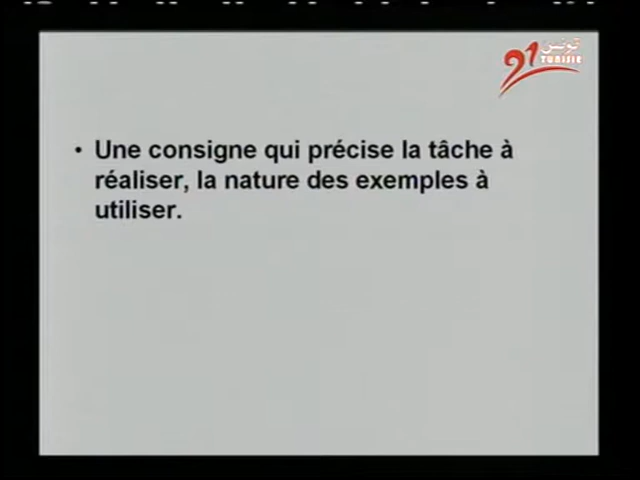 تونس
21
TUNISIE
• Une consigne qui précise la tâche à
réaliser, la nature des exemples à
utiliser.